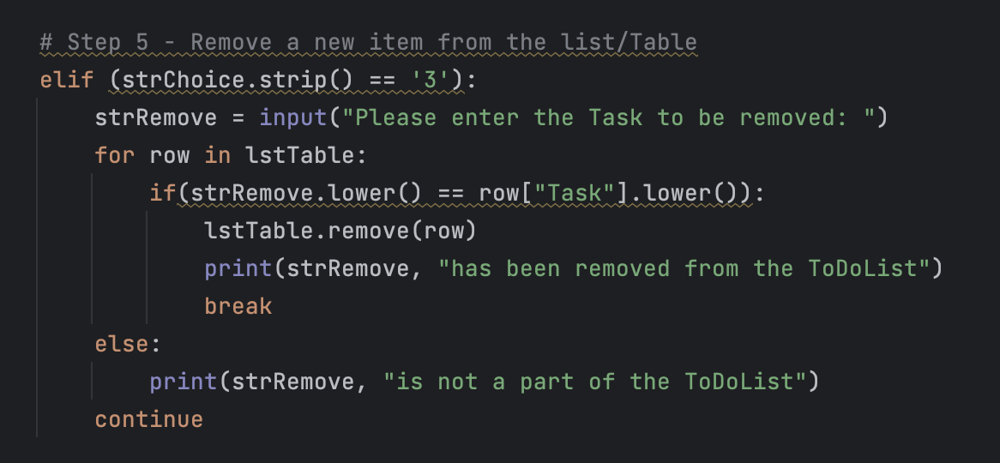 # Step 5 - Remove a new item from the list/Table
elif (strChoice.strip() == '3'):
    strRemove = input("Please enter the Task to be removed: ")
    for row in lstTable:
        if(strRemove.lower() == row["Task"].lower()):
            lstTable.remove(row)
            print(strRemove, "has been removed from the ToDoList")
            break
    else:
        print(strRemove, "is not a part of the ToDoList")
    continue